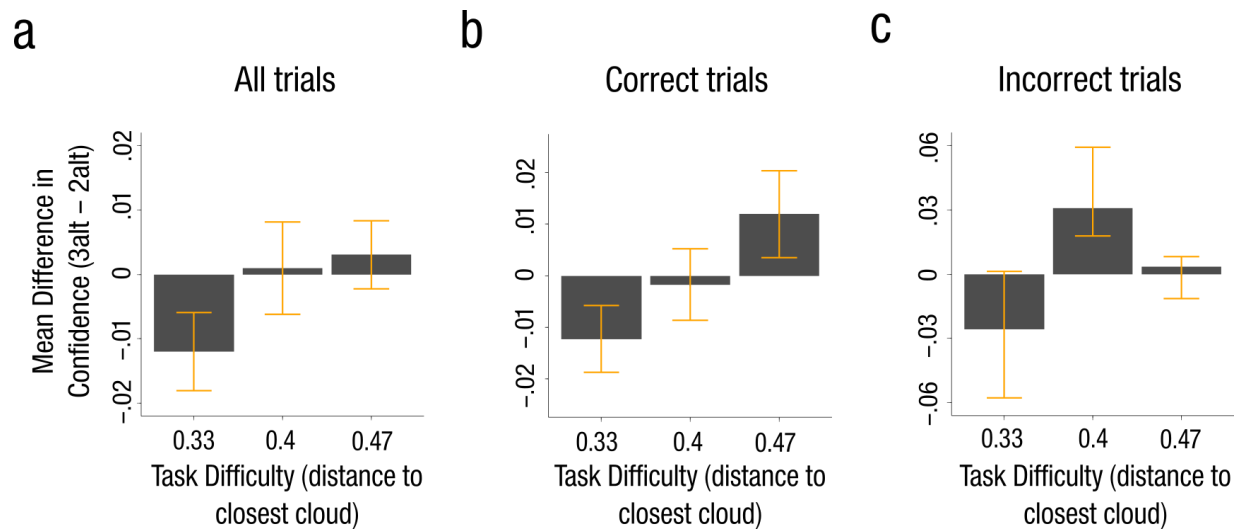 a
All trials
Mean Difference in
Confidence (3alt – 2alt)
.02
.01
0
-.01
-.02
0.33 0.4 0.47
Task Difficulty (distance to
closest cloud)
b
Correct trials
.02
.01
0
-.01
-.02
0.33 0.4 0.47
Task Difficulty (distance to
closest cloud)
c
Incorrect trials
.06
.03
0
-.03
-.06
0.33 0.4 0.47
Task Difficulty (distance to
closest cloud)